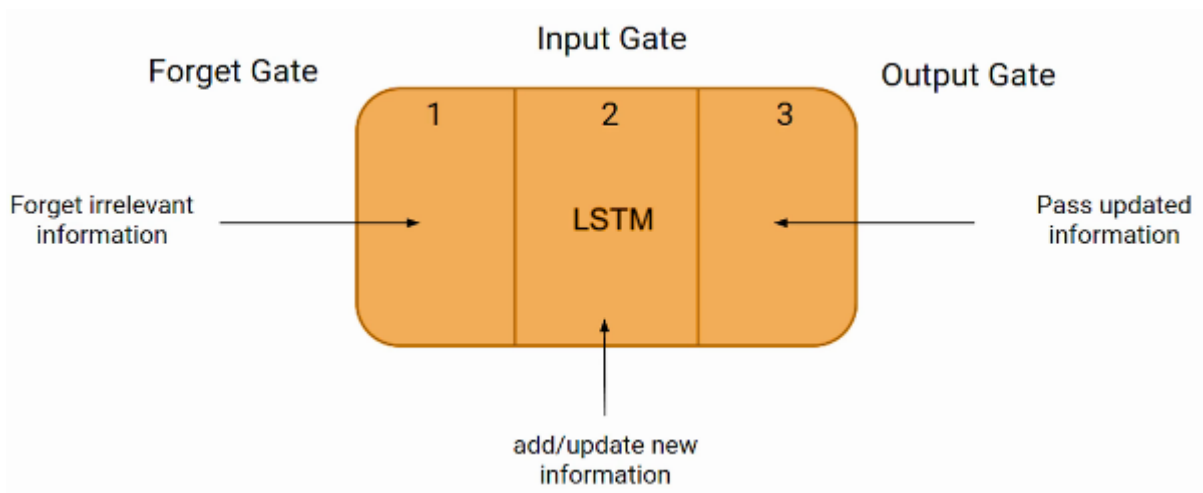 Input Gate
Forget Gate
Output Gate
1
2
3
Forget irrelevant
information
LSTM
Pass updated
information
add/update new
information